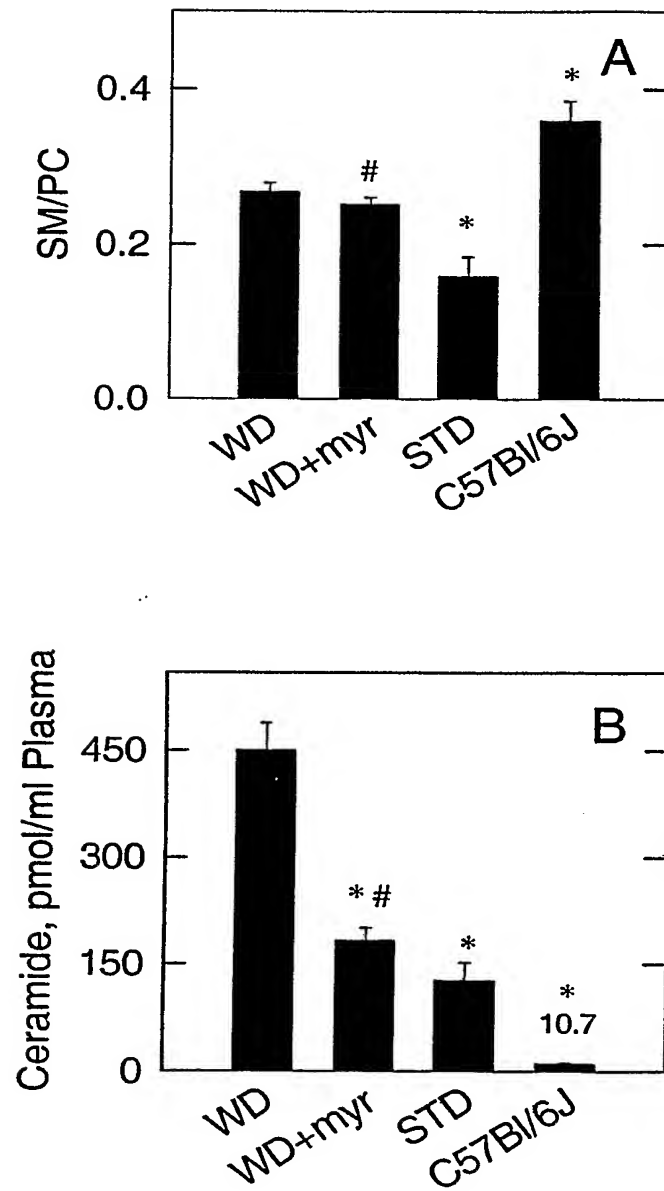 A
SM/PC
0.4
0.2
0.0
*
#
*
WD
WD+myr
STD
C57Bl/6J
B
Ceramide, pmol/ml Plasma
450
300
150
0
* #
*
*
10.7
WD
WD+myr
STD
C57Bl/6J